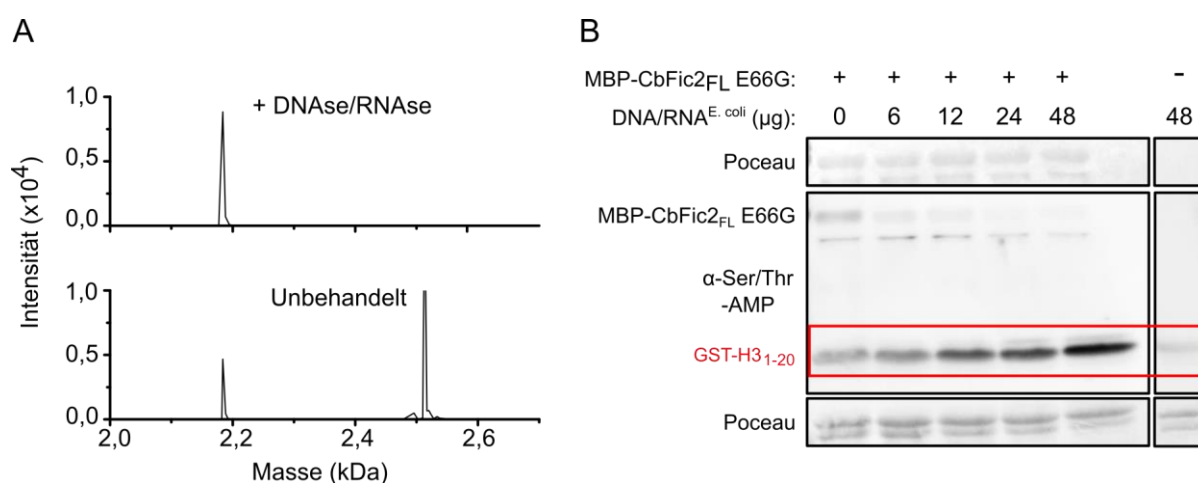 A
1,0
+ DNAse/RNAse
0,5
0,0
1,0
Unbehandelt
0,5
0,0
2,0 2,2 2,4 2,6
Masse (kDa)
Intensität (x10⁴)
B
MBP-CbFic2FL E66G: + + + + + -
DNA/RNAE. coli (µg): 0 6 12 24 48 48
Poceau
MBP-CbFic2FL E66G
α-Ser/Thr
-AMP
GST-H31-20
Poceau